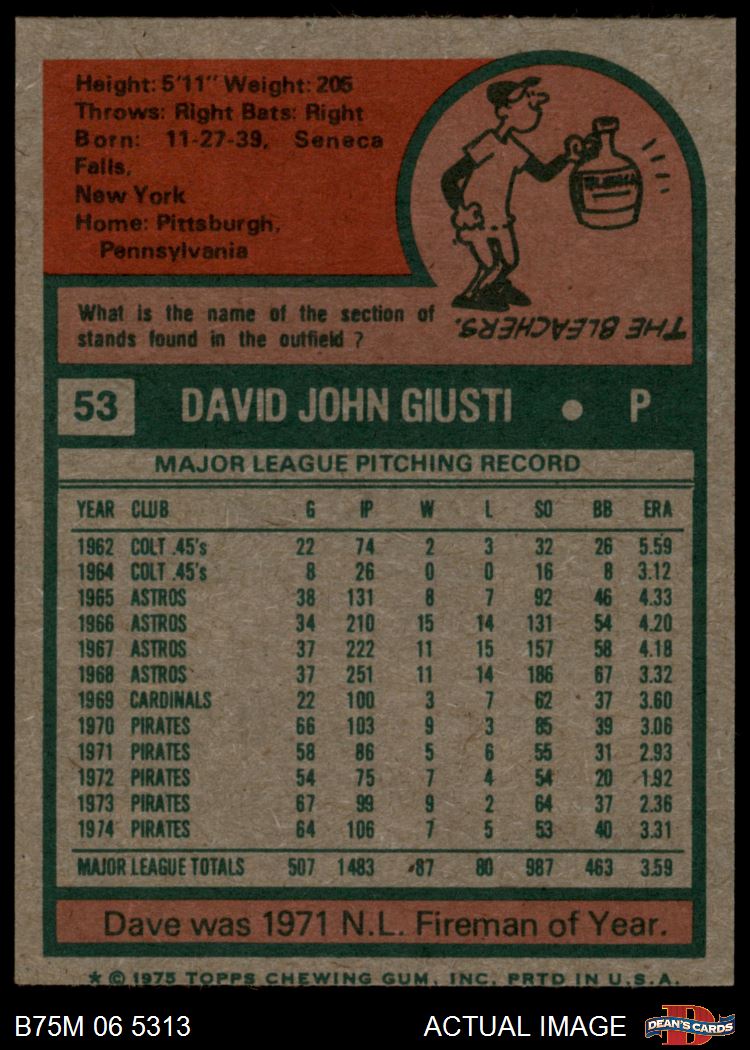 Height: 5'11" Weight: 205
Throws: Right Bats: Right
Born: 11-27-39, Seneca
Falls,
New York
Home: Pittsburgh,
Pennsylvania
What is the name of the section of
stands found in the outfield ?
THE BLEACHERS.
53 DAVID JOHN GIUSTI • P
MAJOR LEAGUE PITCHING RECORD
YEAR CLUB G IP W L SO BB ERA
1962 COLT .45's 22 74 2 3 32 26 5.59
1964 COLT .45's 8 26 0 0 16 8 3.12
1965 ASTROS 38 131 8 7 92 46 4.33
1966 ASTROS 34 210 15 14 131 54 4.20
1967 ASTROS 37 222 11 15 157 58 4.18
1968 ASTROS 37 251 11 14 186 67 3.32
1969 CARDINALS 22 100 3 7 62 37 3.60
1970 PIRATES 66 103 9 3 85 39 3.06
1971 PIRATES 58 86 5 6 55 31 2.93
1972 PIRATES 54 75 7 4 54 20 1.92
1973 PIRATES 67 99 9 2 64 37 2.36
1974 PIRATES 64 106 7 5 53 40 3.31
MAJOR LEAGUE TOTALS 507 1483 87 80 987 463 3.59
Dave was 1971 N.L. Fireman of Year.
* © 1975 TOPPS CHEWING GUM, INC. PRTD IN U.S.A.
B75M 06 5313 ACTUAL IMAGE DEAN'S CARDS